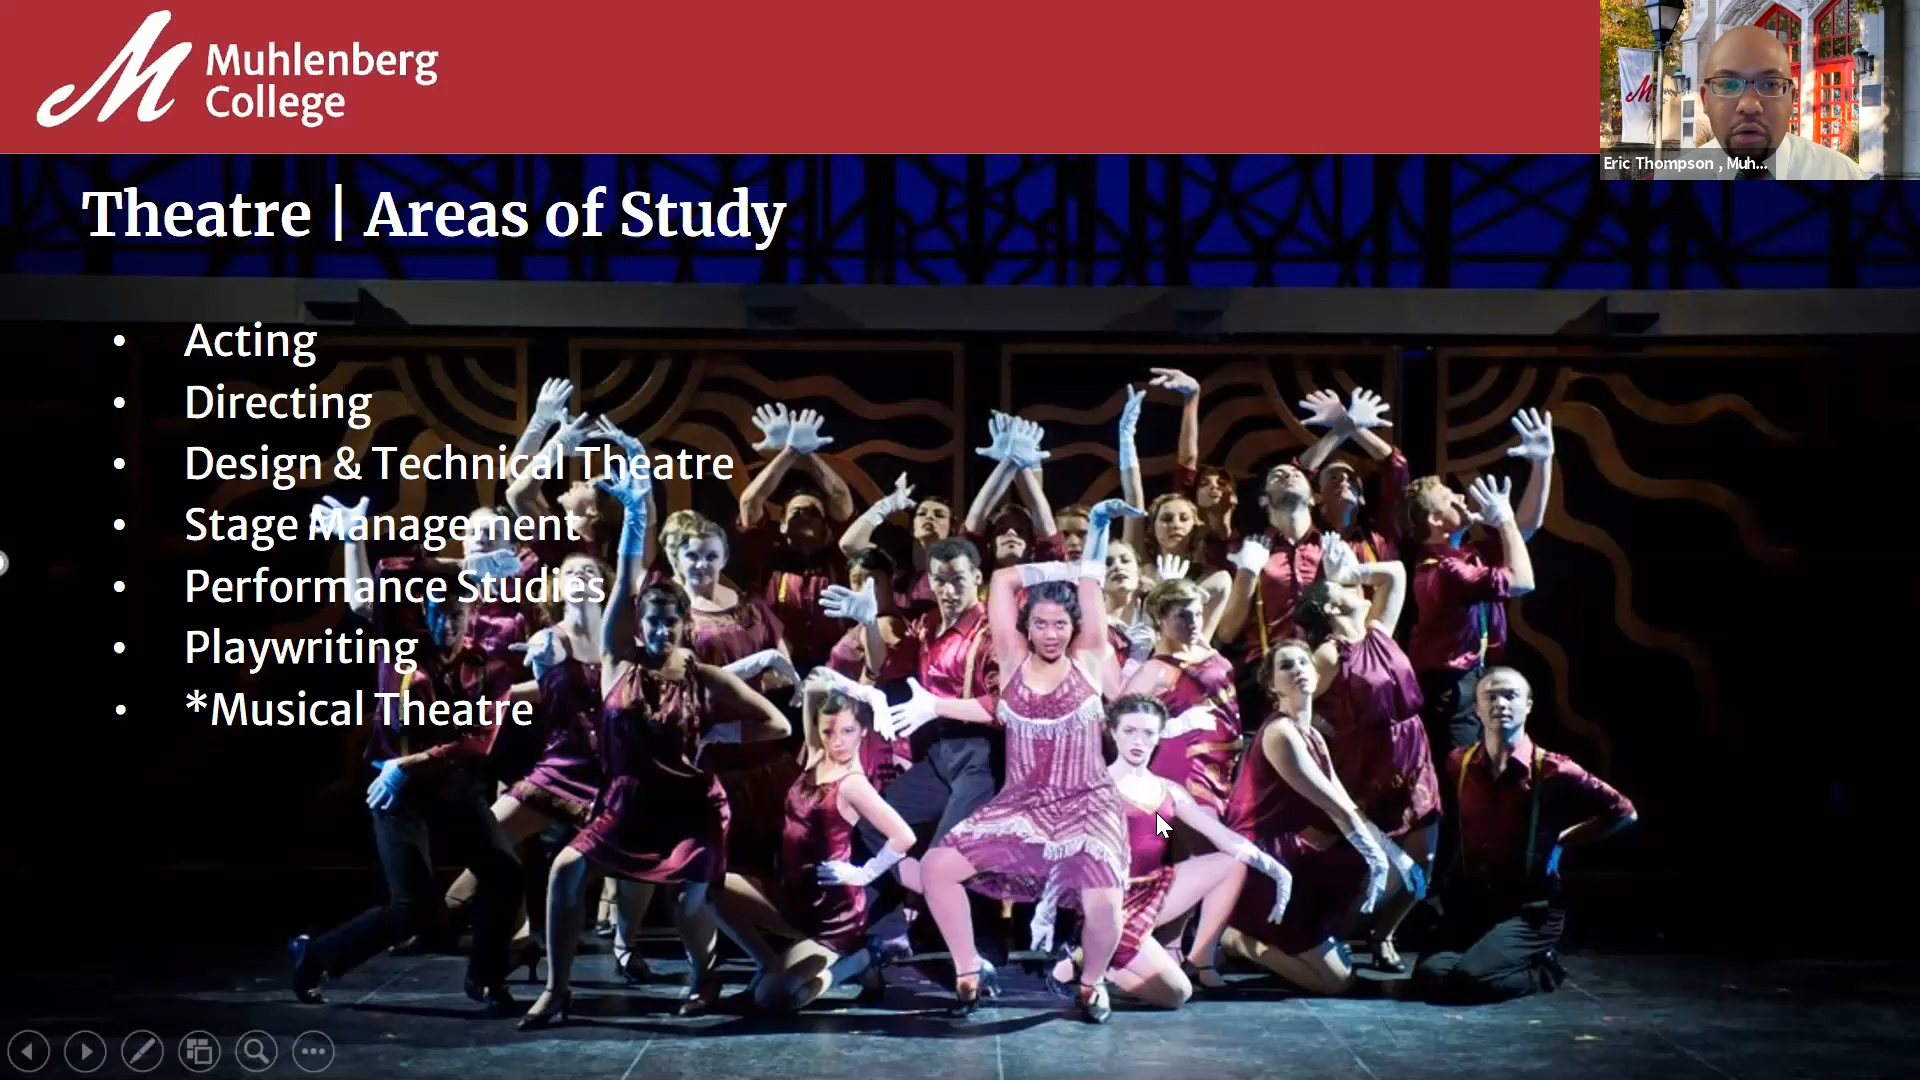 Muhlenberg
College
Eric Thompson , Muh...
Theatre | Areas of Study
• Acting
• Directing
• Design & Technical Theatre
• Stage Management
• Performance Studies
• Playwriting
• *Musical Theatre
M
M